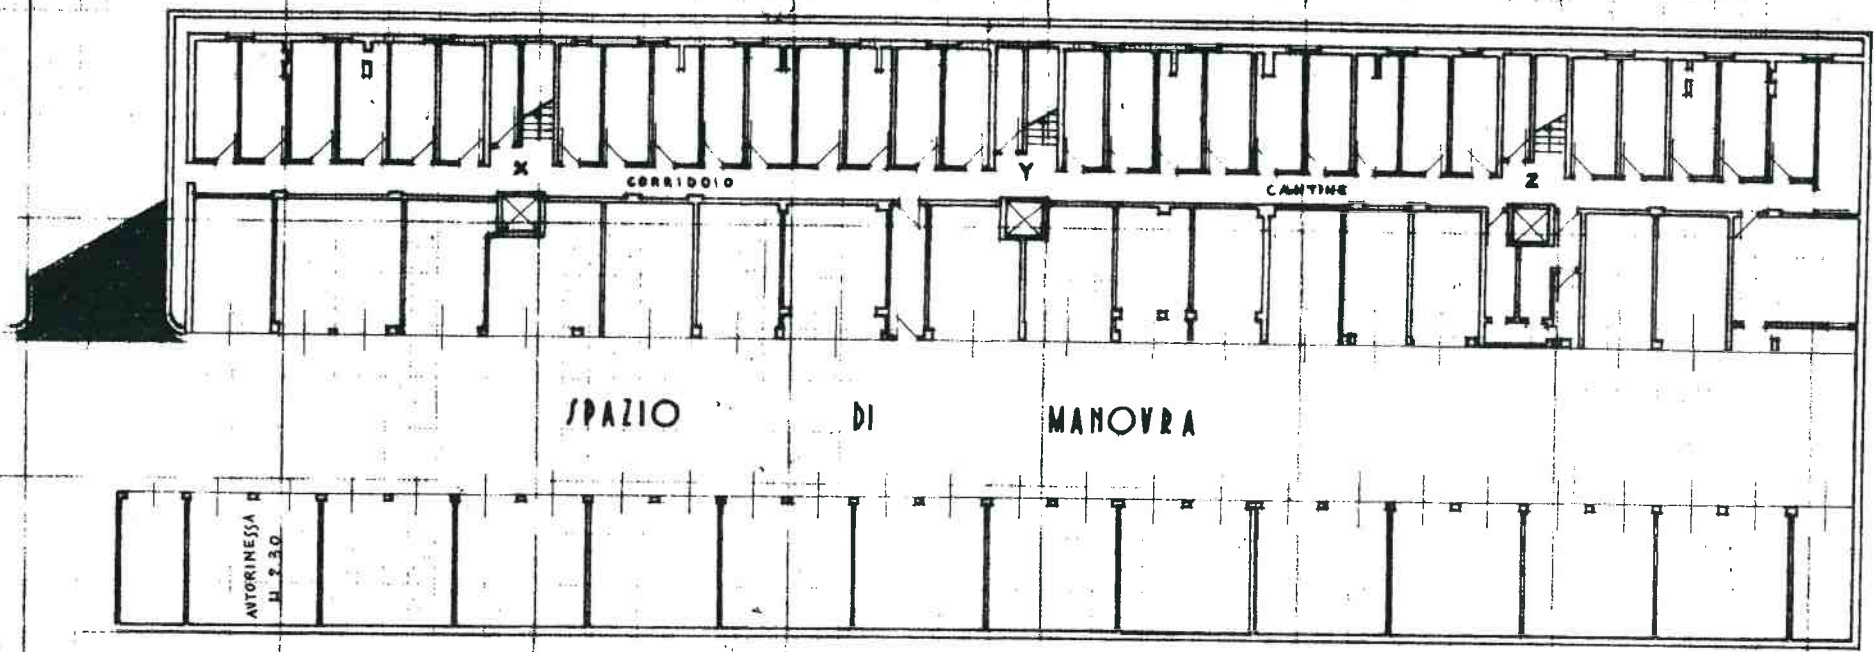 X
Y
Z
CORRIDOIO
CANTINE
SPAZIO DI MANOVRA
AUTORIMESSA
H 2.30